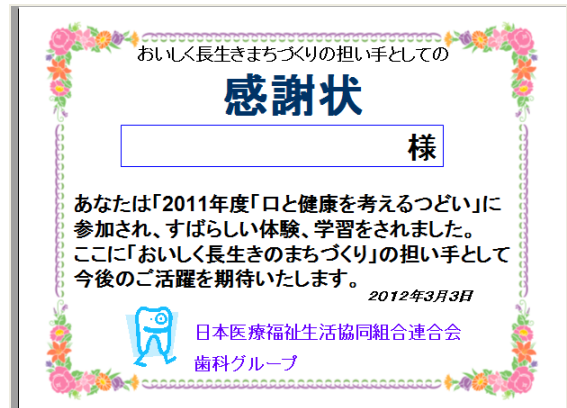 おいしく長生きまちづくりの担い手としての
感謝状
様
あなたは「2011年度「口と健康を考えるつどい」に
参加され、すばらしい体験、学習をされました。
ここに「おいしく長生きのまちづくり」の担い手として
今後のご活躍を期待いたします。
2012年3月3日
日本医療福祉生活協同組合連合会
歯科グループ